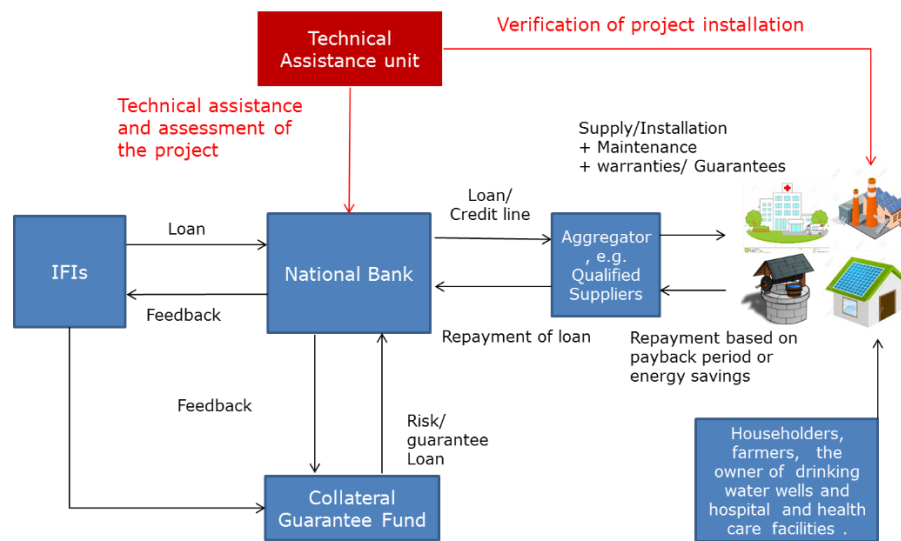 Technical
Assistance unit
Verification of project installation
Technical assistance
and assessment of
the project
Supply/Installation
+ Maintenance
+ warranties/ Guarantees
IFIs
Loan
Feedback
National Bank
Loan/
Credit line
Repayment of loan
Aggregator
, e.g.
Qualified
Suppliers
Repayment based on
payback period or
energy savings
Feedback
Risk/
guarantee
Loan
Collateral
Guarantee Fund
Householders,
farmers, the
owner of drinking
water wells and
hospital and health
care facilities .